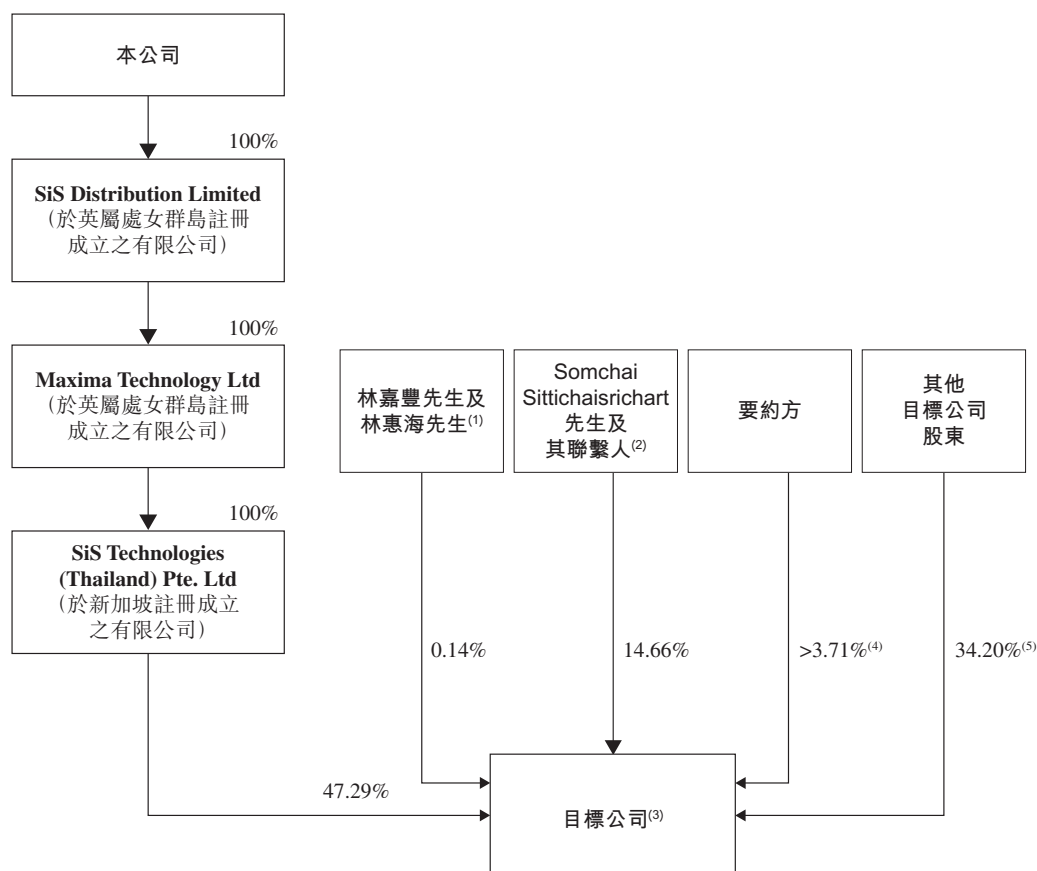 本公司
100%
SiS Distribution Limited
（於英屬處女群島註冊
成立之有限公司）
100%
Maxima Technology Ltd
（於英屬處女群島註冊
成立之有限公司）
100%
SiS Technologies
(Thailand) Pte. Ltd
（於新加坡註冊成立
之有限公司）
林嘉豐先生及
林惠海先生(1)
Somchai
Sittichaisrichart
先生及
其聯繫人(2)
要約方
其他
目標公司
股東
0.14%
14.66%
>3.71%(4)
34.20%(5)
47.29%
目標公司(3)